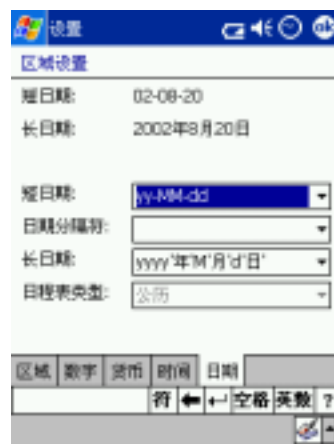 设置 ok
区域设置
短日期: 02-08-20
长日期: 2002年8月20日
短日期: yy-MM-dd
日期分隔符:
长日期: yyyy'年'M'月'd'日'
日程表类型: 公历
区域 数字 货币 时间 日期
符 空格 英数 ?